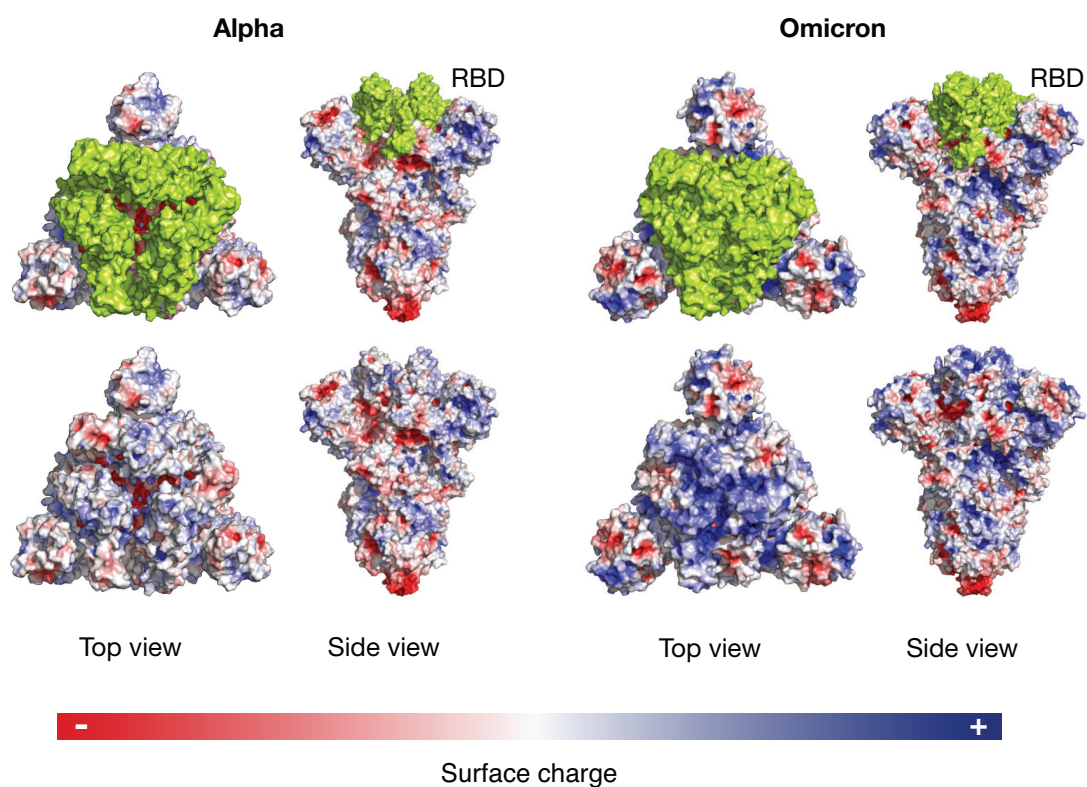 Alpha
Omicron
RBD
RBD
Top view
Side view
Top view
Side view
- +
Surface charge